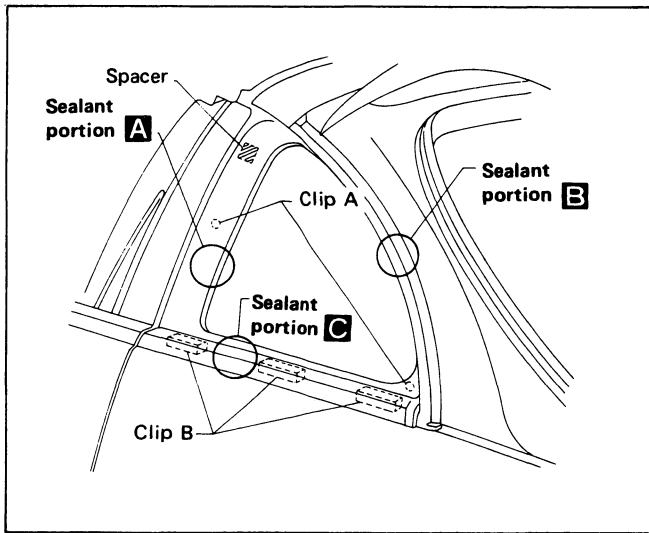 Spacer
Sealant
portion A
Clip A
Sealant
portion B
Sealant
portion C
Clip B